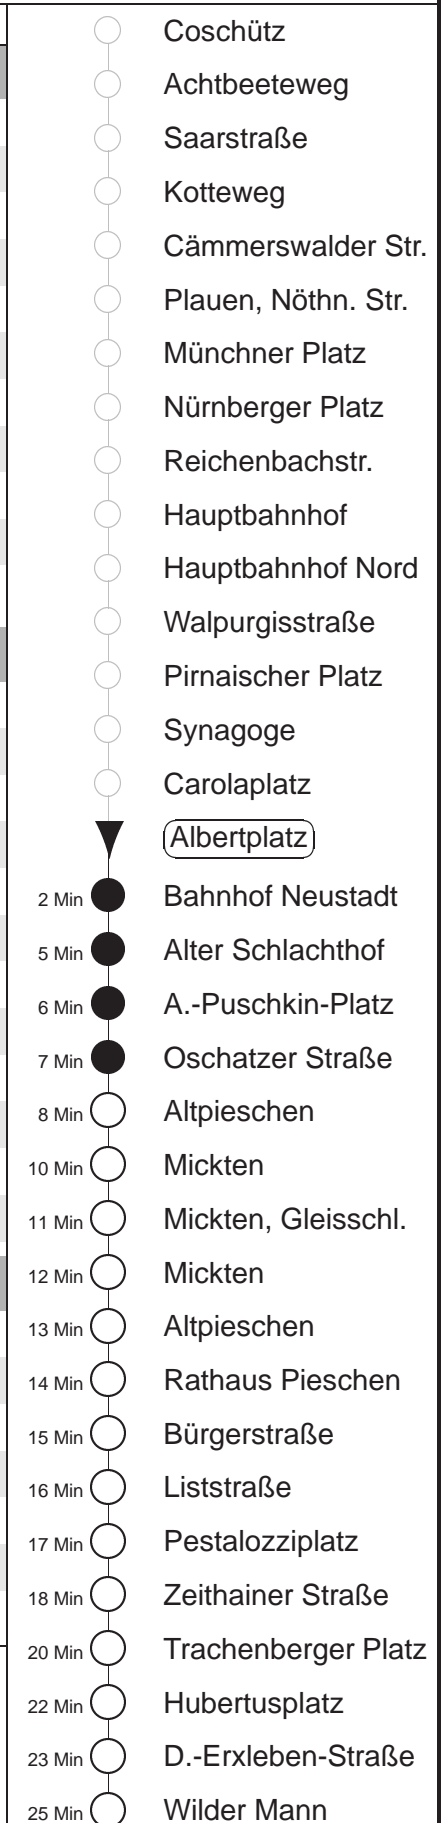 Coschütz
Achtbeeteweg
Saarstraße
Kotteweg
Cämmerswalder Str.
Plauen, Nöthn. Str.
Münchner Platz
Nürnberger Platz
Reichenbachstr.
Hauptbahnhof
Hauptbahnhof Nord
Walpurgisstraße
Pirnaischer Platz
Synagoge
Carolaplatz
Albertplatz
2 Min Bahnhof Neustadt
5 Min Alter Schlachthof
6 Min A.-Puschkin-Platz
7 Min Oschatzer Straße
8 Min Altpieschen
10 Min Mickten
11 Min Mickten, Gleisschl.
12 Min Mickten
13 Min Altpieschen
14 Min Rathaus Pieschen
15 Min Bürgerstraße
16 Min Liststraße
17 Min Pestalozziplatz
18 Min Zeithainer Straße
20 Min Trachenberger Platz
22 Min Hubertusplatz
23 Min D.-Erxleben-Straße
25 Min Wilder Mann